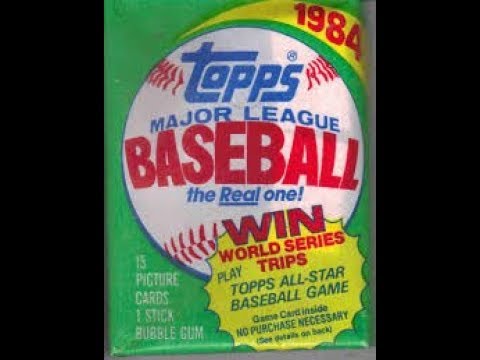 1984
TOPPS
MAJOR LEAGUE
BASEBALL
the Real one!
WIN
WORLD SERIES
TRIPS
PLAY
TOPPS ALL-STAR
BASEBALL GAME
Game Card inside
NO PURCHASE NECESSARY
(See details on back)
15
PICTURE
CARDS
1 STICK
BUBBLE GUM